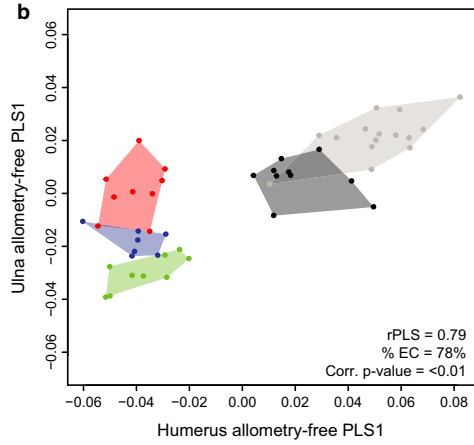 b
Ulna allometry-free PLS1
0.06
0.04
0.02
0.00
−0.02
−0.04
−0.06
rPLS = 0.79
% EC = 78%
Corr. p-value = <0.01
−0.06 −0.04 −0.02 0.00 0.02 0.04 0.06 0.08
Humerus allometry-free PLS1